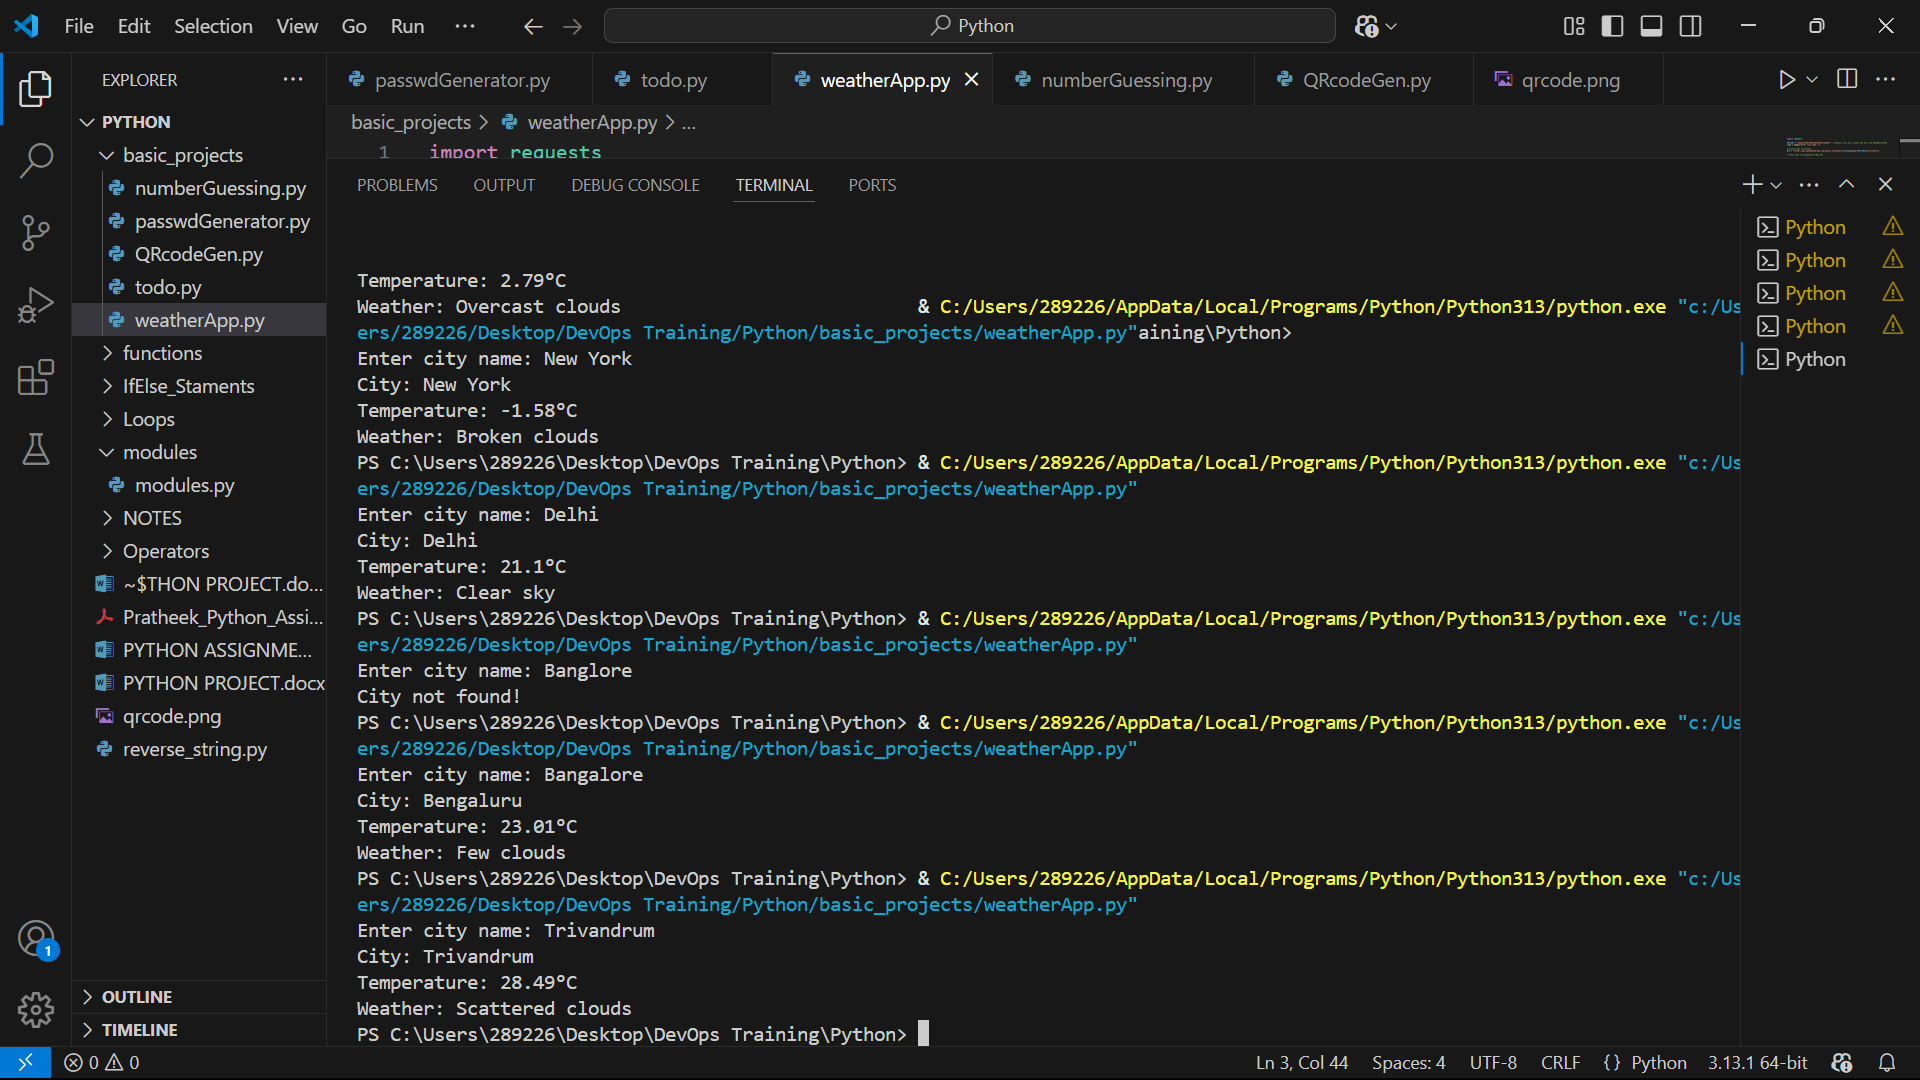 File Edit Selection View Go Run ··· Python
EXPLORER ···
PYTHON
basic_projects
numberGuessing.py
passwdGenerator.py
QRcodeGen.py
todo.py
weatherApp.py
functions
IfElse_Staments
Loops
modules
modules.py
NOTES
Operators
~$THON PROJECT.do...
Pratheek_Python_Assi...
PYTHON ASSIGNME...
PYTHON PROJECT.docx
qrcode.png
reverse_string.py
OUTLINE
TIMELINE
1
passwdGenerator.py todo.py weatherApp.py numberGuessing.py QRcodeGen.py qrcode.png
basic_projects > weatherApp.py > ...
1 import requests
PROBLEMS OUTPUT DEBUG CONSOLE TERMINAL PORTS
Temperature: 2.79°C
Weather: Overcast clouds & C:/Users/289226/AppData/Local/Programs/Python/Python313/python.exe "c:/Us
ers/289226/Desktop/DevOps Training/Python/basic_projects/weatherApp.py"aining\Python>
Enter city name: New York
City: New York
Temperature: -1.58°C
Weather: Broken clouds
PS C:\Users\289226\Desktop\DevOps Training\Python> & C:/Users/289226/AppData/Local/Programs/Python/Python313/python.exe "c:/Us
ers/289226/Desktop/DevOps Training/Python/basic_projects/weatherApp.py"
Enter city name: Delhi
City: Delhi
Temperature: 21.1°C
Weather: Clear sky
PS C:\Users\289226\Desktop\DevOps Training\Python> & C:/Users/289226/AppData/Local/Programs/Python/Python313/python.exe "c:/Us
ers/289226/Desktop/DevOps Training/Python/basic_projects/weatherApp.py"
Enter city name: Banglore
City not found!
PS C:\Users\289226\Desktop\DevOps Training\Python> & C:/Users/289226/AppData/Local/Programs/Python/Python313/python.exe "c:/Us
ers/289226/Desktop/DevOps Training/Python/basic_projects/weatherApp.py"
Enter city name: Bangalore
City: Bengaluru
Temperature: 23.01°C
Weather: Few clouds
PS C:\Users\289226\Desktop\DevOps Training\Python> & C:/Users/289226/AppData/Local/Programs/Python/Python313/python.exe "c:/Us
ers/289226/Desktop/DevOps Training/Python/basic_projects/weatherApp.py"
Enter city name: Trivandrum
City: Trivandrum
Temperature: 28.49°C
Weather: Scattered clouds
PS C:\Users\289226\Desktop\DevOps Training\Python>
Python
Python
Python
Python
Python
0 0 Ln 3, Col 44 Spaces: 4 UTF-8 CRLF {} Python 3.13.1 64-bit